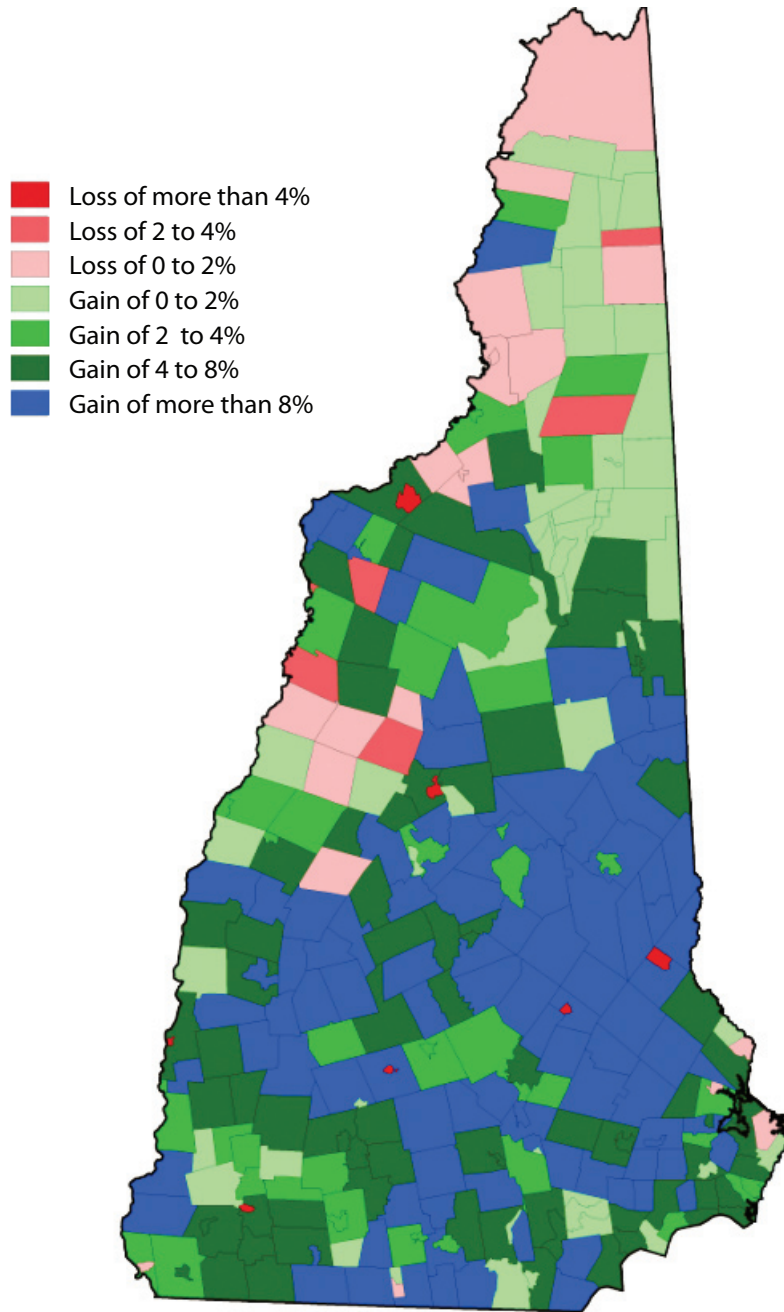 Loss of more than 4%
Loss of 2 to 4%
Loss of 0 to 2%
Gain of 0 to 2%
Gain of 2 to 4%
Gain of 4 to 8%
Gain of more than 8%